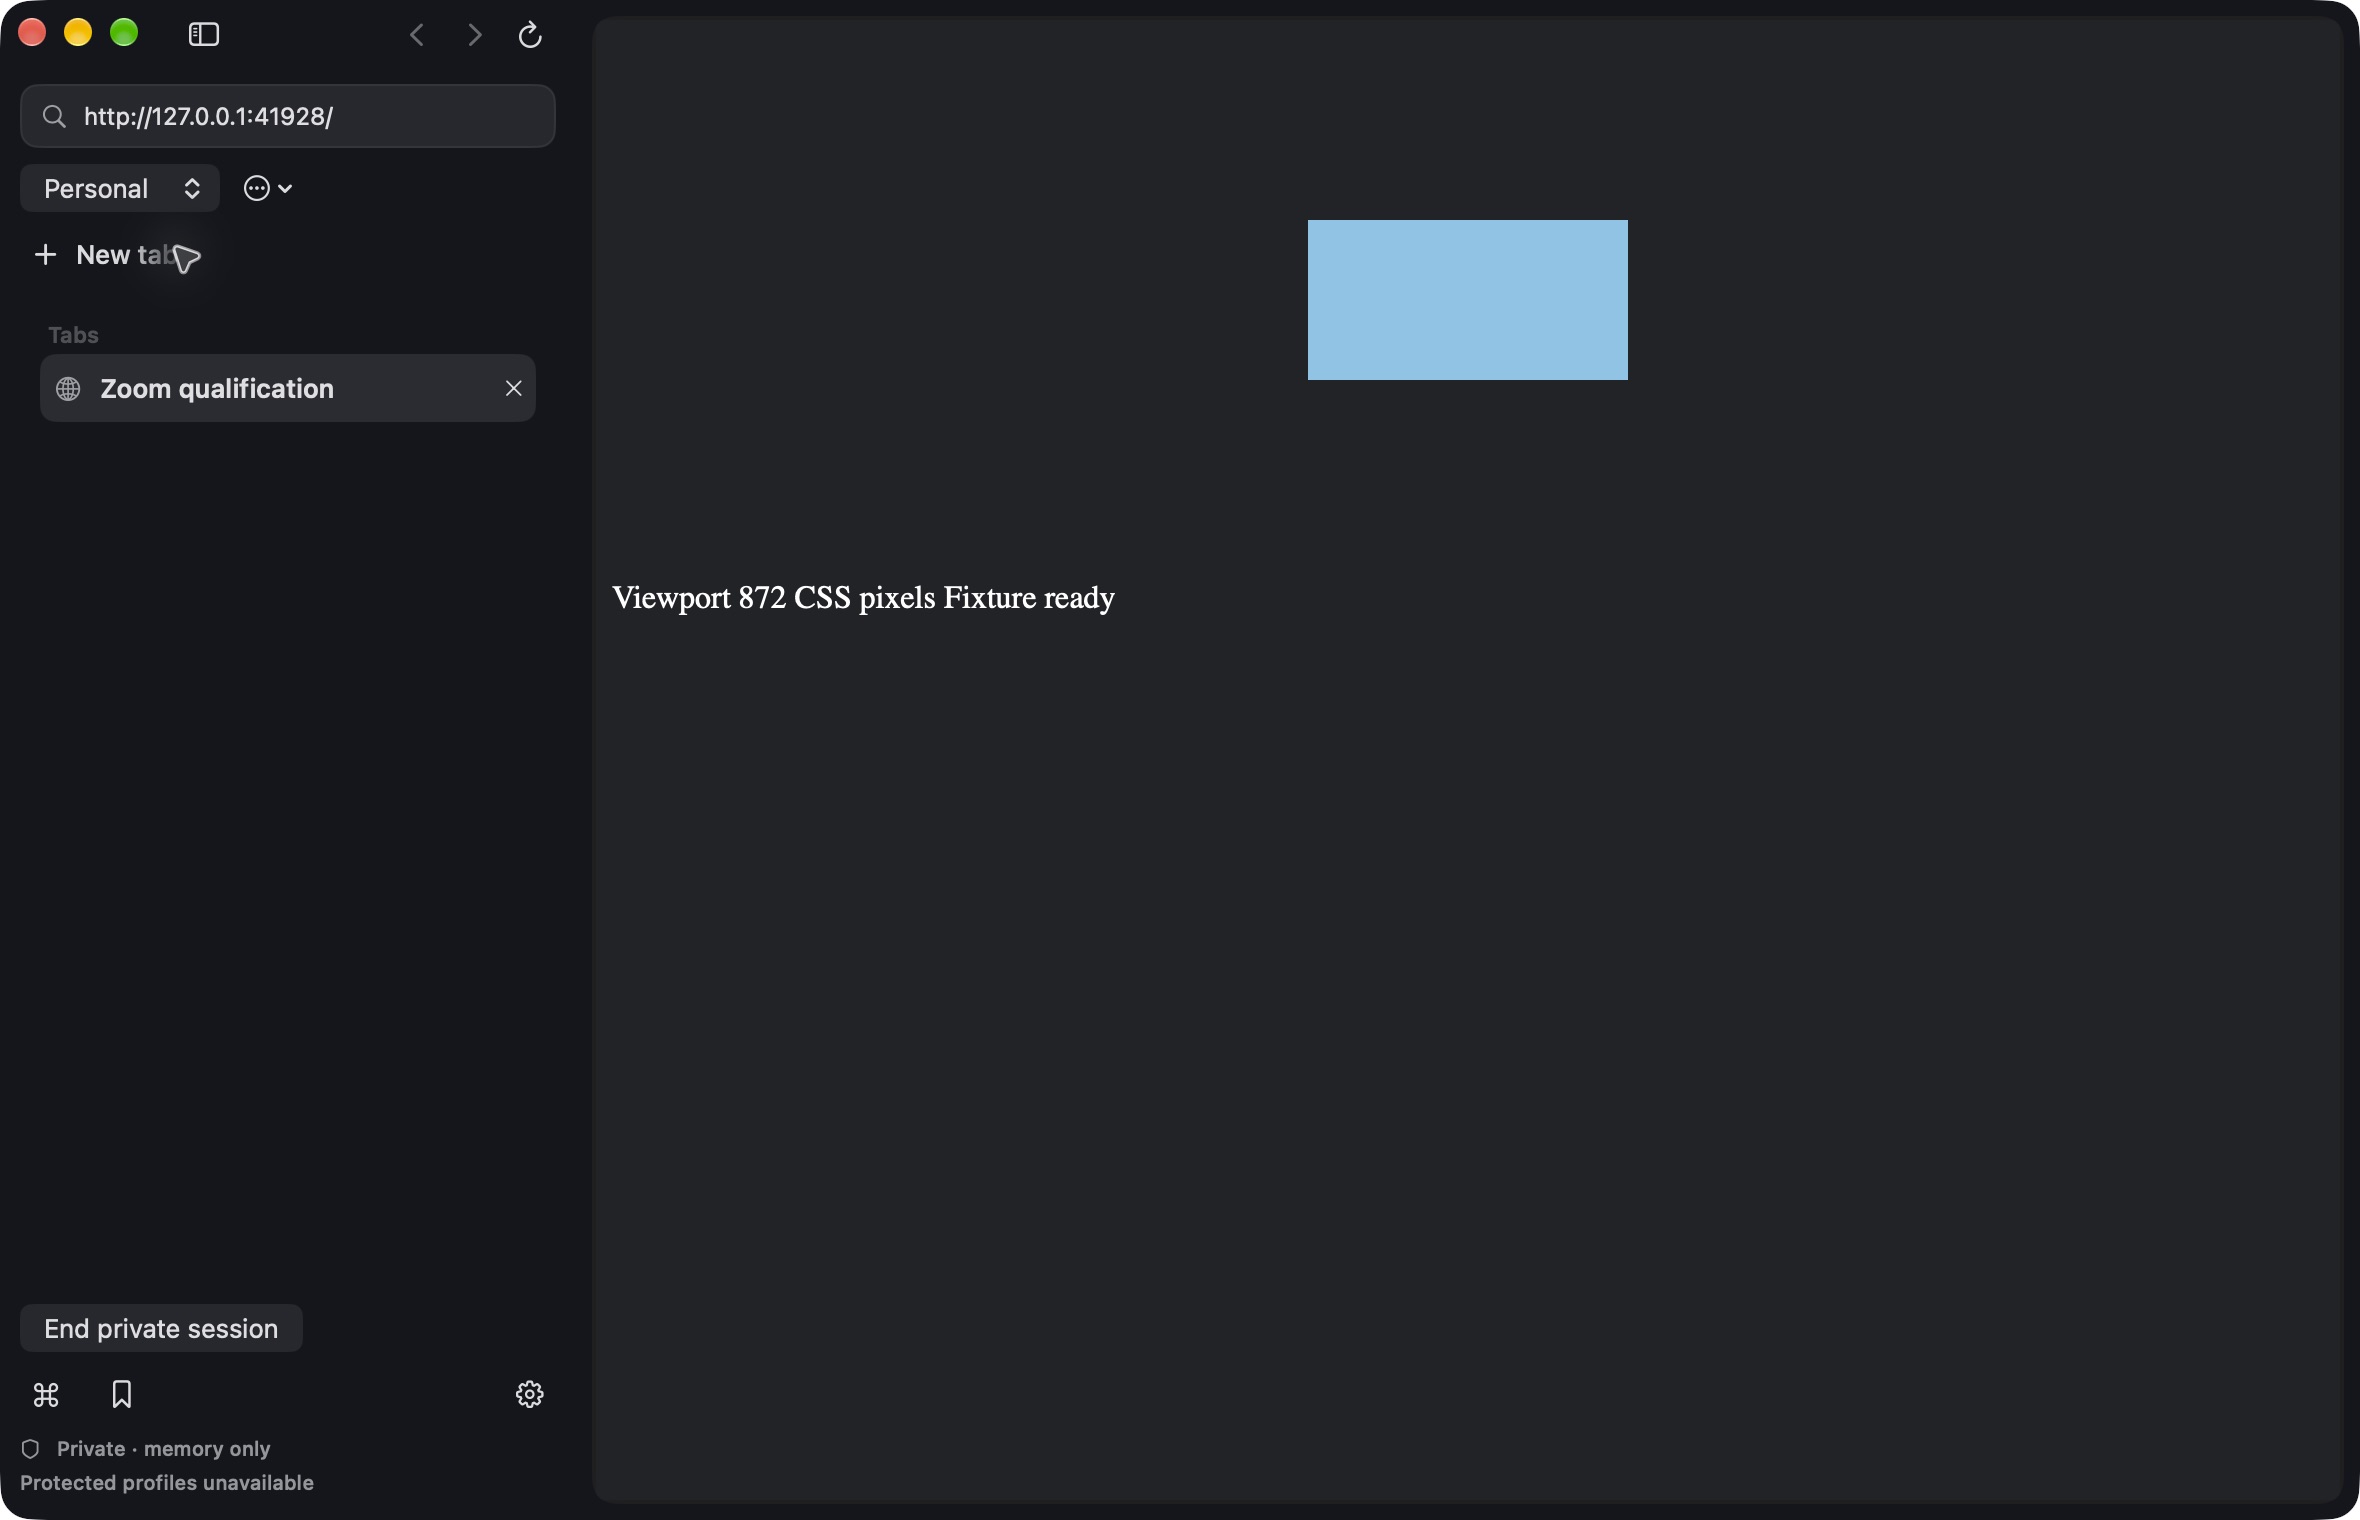 http://127.0.0.1:41928/
Personal
New tab
Tabs
Zoom qualification
Viewport 872 CSS pixels Fixture ready
End private session
Private · memory only
Protected profiles unavailable